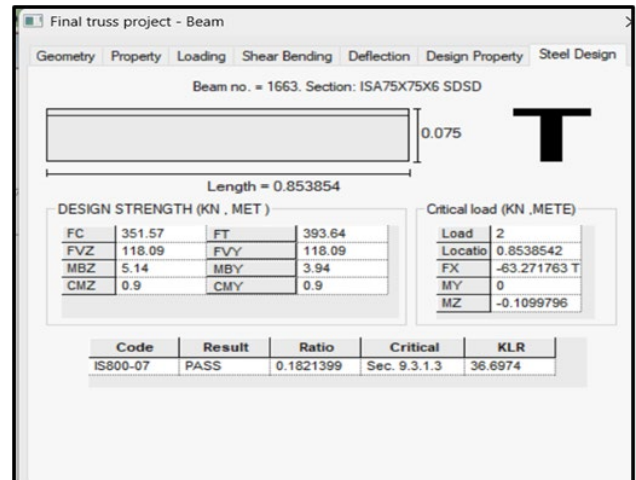 Final truss project - Beam
Geometry Property Loading Shear Bending Deflection Design Property Steel Design
Beam no. = 1663. Section: ISA75X75X6 SDSD
0.075
Length = 0.853854
DESIGN STRENGTH (KN , MET )
FC 351.57 FT 393.64
FVZ 118.09 FVY 118.09
MBZ 5.14 MBY 3.94
CMZ 0.9 CMY 0.9
Critical load (KN ,METE)
Load 2
Locatio 0.8538542
FX -63.271763 T
MY 0
MZ -0.1099796
Code Result Ratio Critical KLR
IS800-07 PASS 0.1821399 Sec. 9.3.1.3 36.6974